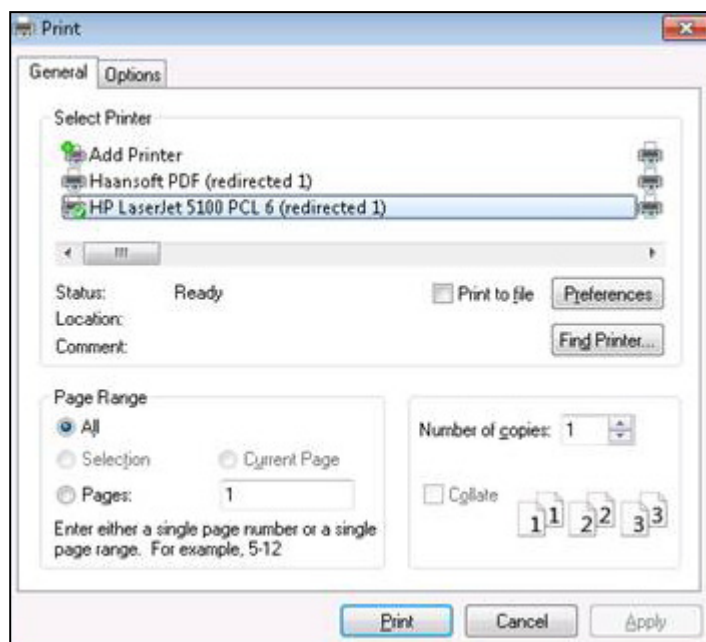 Print
General Options
Select Printer
Add Printer
Haansoft PDF (redirected 1)
HP LaserJet 5100 PCL 6 (redirected 1)
Status: Ready Print to file Preferences
Location:
Comment: Find Printer...
Page Range
All
Number of copies: 1
Selection Current Page
Pages: 1
Collate
1 1 2 2 3 3
Enter either a single page number or a single
page range. For example, 5-12
Print Cancel Apply